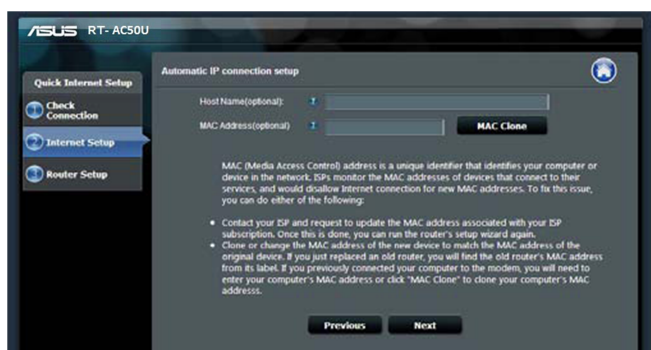 ASUS RT- AC50U
Quick Internet Setup
1 Check
Connection
2 Internet Setup
3 Router Setup
Automatic IP connection setup
Host Name(optional):
MAC Address(optional)
MAC Clone
MAC (Media Access Control) address is a unique identifier that identifies your computer or
device in the network. ISPs monitor the MAC addresses of devices that connect to their
services, and would disallow Internet connection for new MAC addresses. To fix this issue,
you can do either of the following:
• Contact your ISP and request to update the MAC address associated with your ISP
subscription. Once this is done, you can run the router's setup wizard again.
• Clone or change the MAC address of the new device to match the MAC address of the
original device. If you just replaced an old router, you will find the old router's MAC address
from its label. If you previously connected your computer to the modem, you will need to
enter your computer's MAC address or click "MAC Clone" to clone your computer's MAC
addresss.
Previous Next